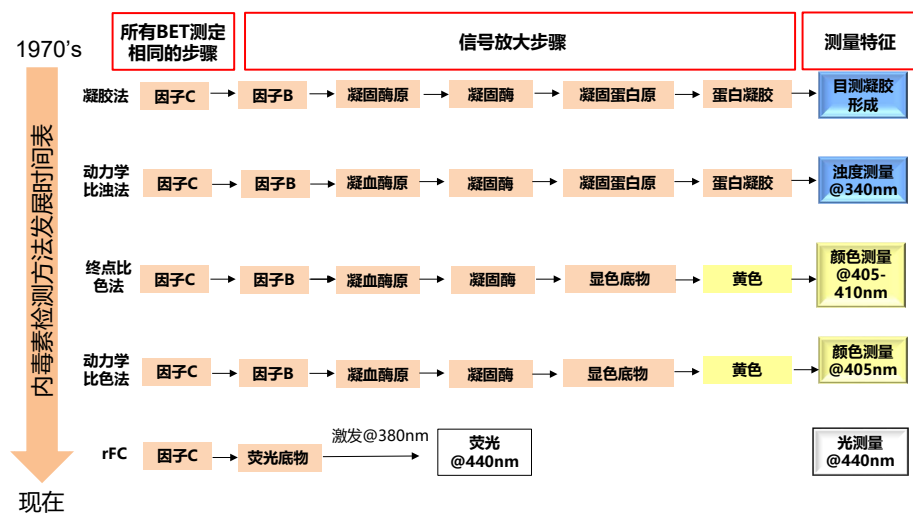 1970's
所有BET测定
相同的步骤
信号放大步骤
测量特征
内毒素检测方法发展时间表
凝胶法
因子C
因子B
凝固酶原
凝固酶
凝固蛋白原
蛋白凝胶
目测凝胶
形成
动力学
比浊法
因子C
因子B
凝血酶原
凝固酶
凝固蛋白原
蛋白凝胶
浊度测量
@340nm
终点比
色法
因子C
因子B
凝血酶原
凝固酶
显色底物
黄色
颜色测量
@405-
410nm
动力学
比色法
因子C
因子B
凝血酶原
凝固酶
显色底物
黄色
颜色测量
@405nm
rFC
因子C
荧光底物
激发@380nm
荧光
@440nm
光测量
@440nm
现在